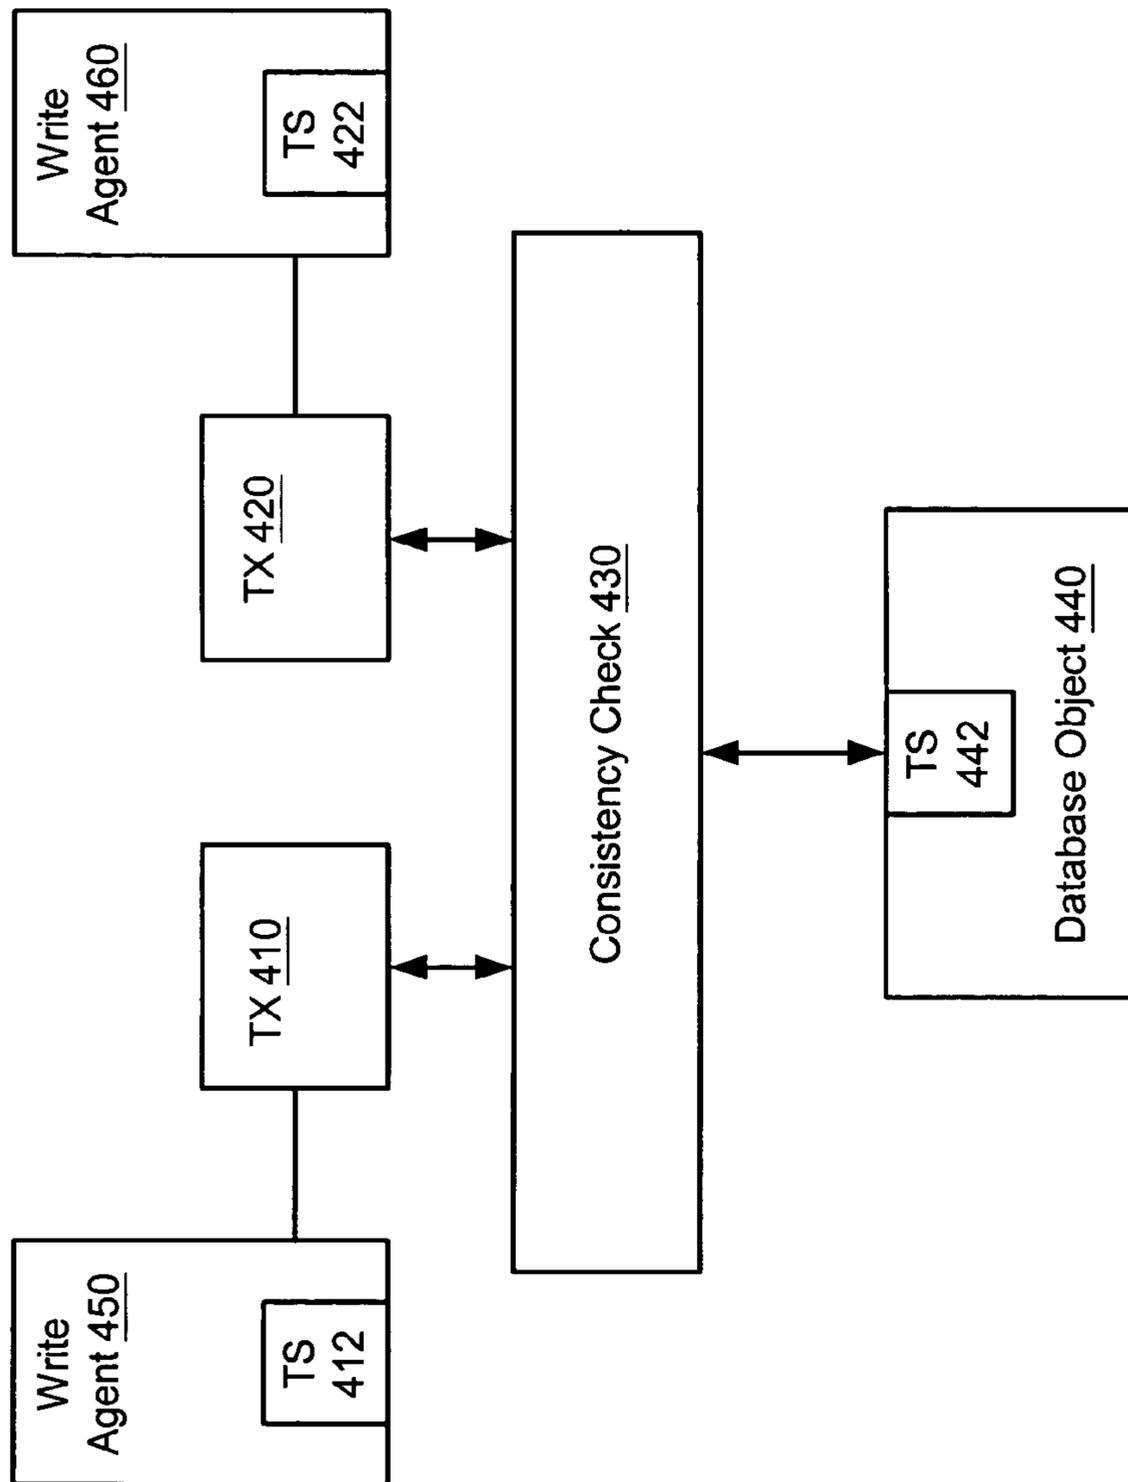 Write
Agent 450
TS
412
TX 410
TX 420
Write
Agent 460
TS
422
Consistency Check 430
TS
442
Database Object 440